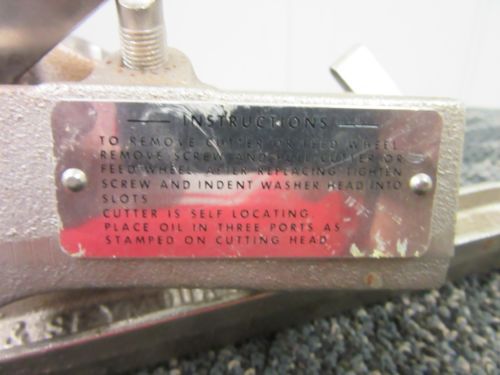 INSTRUCTIONS
TO REMOVE CUTTER OR FEED WHEEL
REMOVE SCREW AND PULL CUTTER OR
FEED WHEEL. AFTER REPLACING TIGHTEN
SCREW AND INDENT WASHER HEAD INTO
SLOTS
CUTTER IS SELF LOCATING
PLACE OIL IN THREE PORTS AS
STAMPED ON CUTTING HEAD